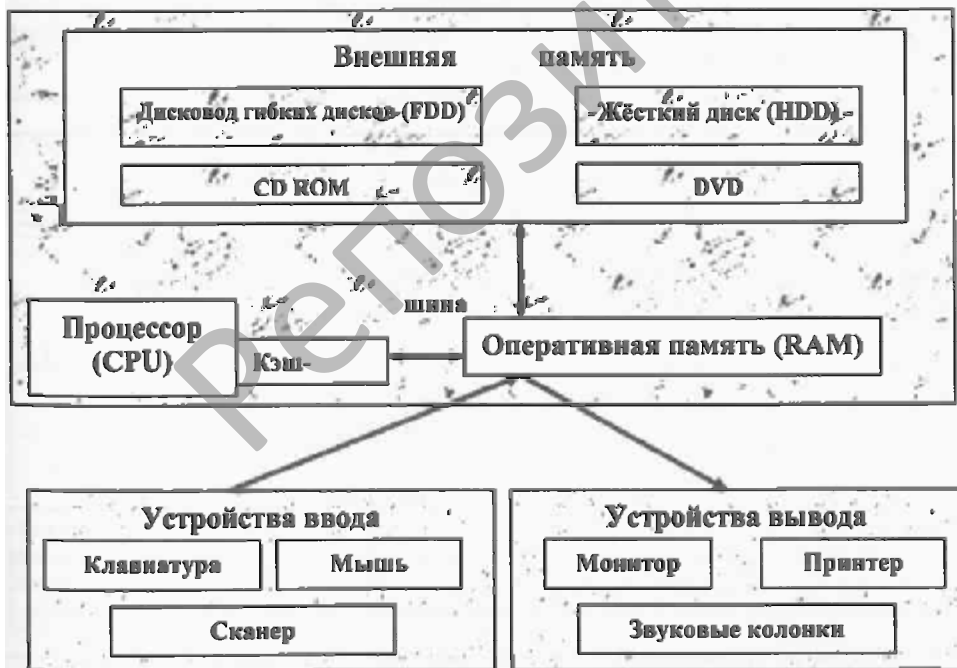 Внешняя память
Дисковод гибких дисков (FDD)
Жёсткий диск (HDD)
CD ROM
DVD
шина
Процессор
(CPU)
Кэш-
Оперативная память (RAM)
Устройства ввода
Клавиатура
Мышь
Сканер
Устройства вывода
Монитор
Принтер
Звуковые колонки